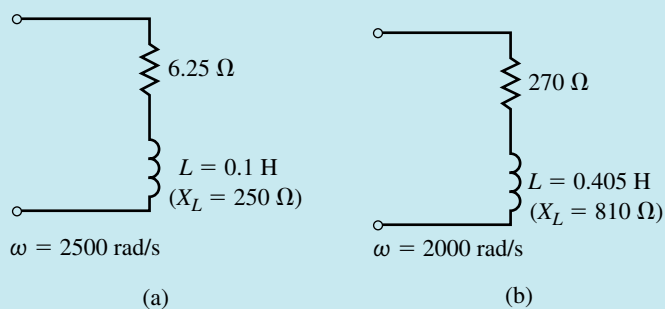 6.25 Ω
L = 0.1 H
(X_L = 250 Ω)
ω = 2500 rad/s
(a)
270 Ω
L = 0.405 H
(X_L = 810 Ω)
ω = 2000 rad/s
(b)